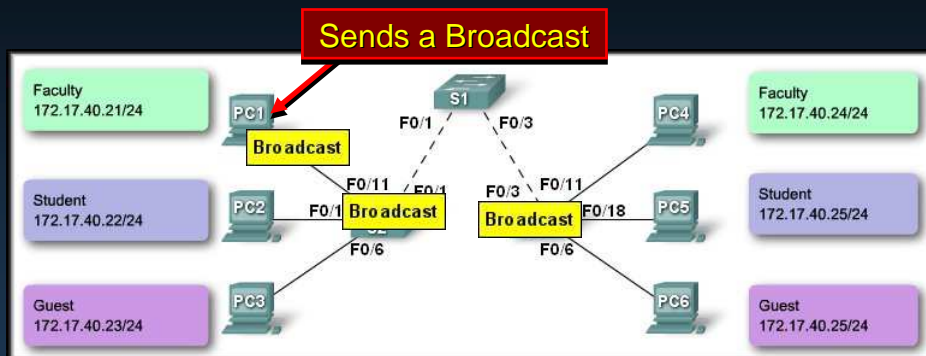 Sends a Broadcast
Faculty
172.17.40.21/24
PC1
Broadcast
S1
F0/1
F0/3
PC4
Faculty
172.17.40.24/24
F0/11
F0/1
F0/3
F0/11
Student
172.17.40.22/24
PC2
F0/1
Broadcast
Broadcast
F0/18
PC5
Student
172.17.40.25/24
F0/6
F0/6
Guest
172.17.40.23/24
PC3
PC6
Guest
172.17.40.25/24